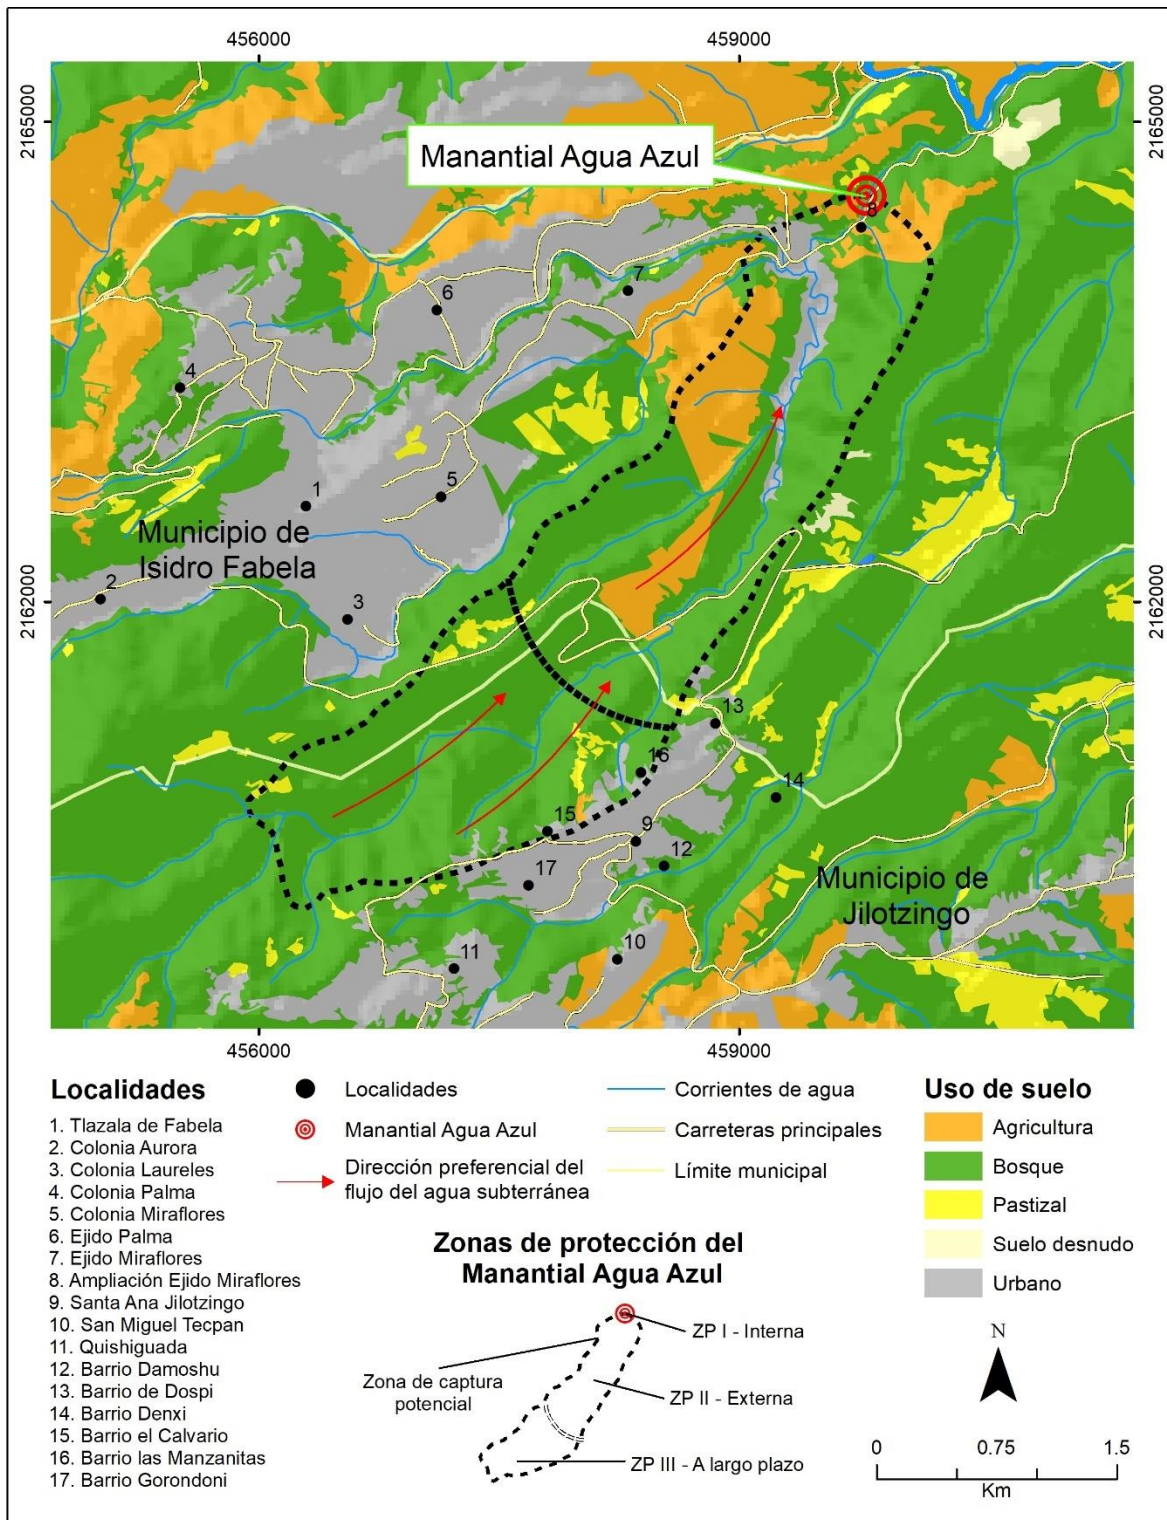 456000
459000
2165000
2165000
Manantial Agua Azul
8
7
6
4
5
1
Municipio de
Isidro Fabela
2
3
2162000
2162000
13
16
14
15
9
12
17
Municipio de
Jilotzingo
10
11
456000
459000
Localidades
1. Tlazala de Fabela
2. Colonia Aurora
3. Colonia Laureles
4. Colonia Palma
5. Colonia Miraflores
6. Ejido Palma
7. Ejido Miraflores
8. Ampliación Ejido Miraflores
9. Santa Ana Jilotzingo
10. San Miguel Tecpan
11. Quishiguada
12. Barrio Damoshu
13. Barrio de Dospi
14. Barrio Denxi
15. Barrio el Calvario
16. Barrio las Manzanitas
17. Barrio Gorondoni
Localidades
Manantial Agua Azul
Dirección preferencial del
flujo del agua subterránea
Corrientes de agua
Carreteras principales
Límite municipal
Uso de suelo
Agricultura
Bosque
Pastizal
Suelo desnudo
Urbano
Zonas de protección del
Manantial Agua Azul
ZP I - Interna
Zona de captura
potencial
ZP II - Externa
ZP III - A largo plazo
N
0
0.75
1.5
Km